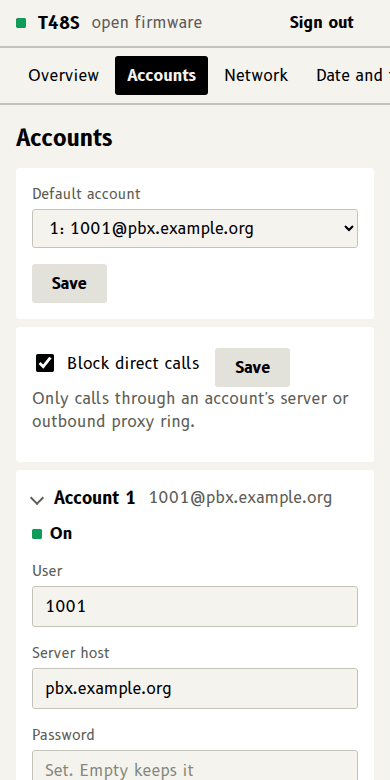 T48S open firmware Sign out
Overview Accounts Network Date and
Accounts
Default account
1: 1001@pbx.example.org
Save
Block direct calls Save
Only calls through an account's server or
outbound proxy ring.
Account 1 1001@pbx.example.org
On
User
1001
Server host
pbx.example.org
Password
Set. Empty keeps it